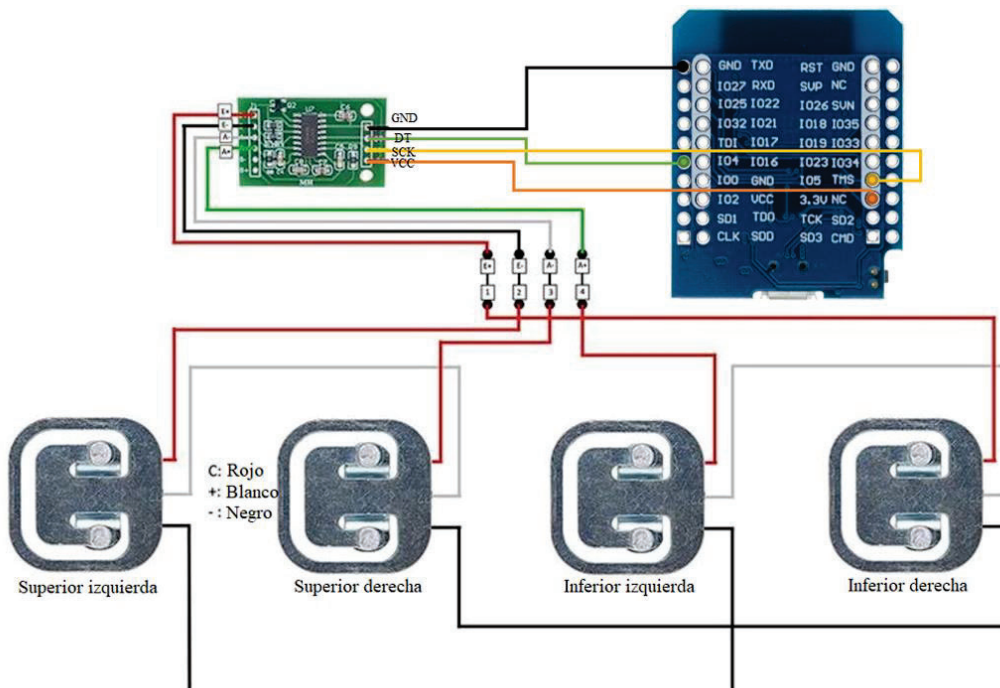 E+
E-
A-
A+
B-
B+
GND
DT
SCK
VCC
GND TXD RST GND
IO27 RXD SVP NC
IO25 IO22 IO26 SVN
IO32 IO21 IO18 IO35
TDI IO17 IO19 IO33
IO4 IO16 IO23 IO34
IO0 GND IO5 TMS
IO2 VCC 3.3V NC
SD1 TDO TCK SD2
CLK SDD SD3 CMD
E+ E- A- A+
1 2 3 4
C: Rojo
+: Blanco
- : Negro
Superior izquierda
Superior derecha
Inferior izquierda
Inferior derecha